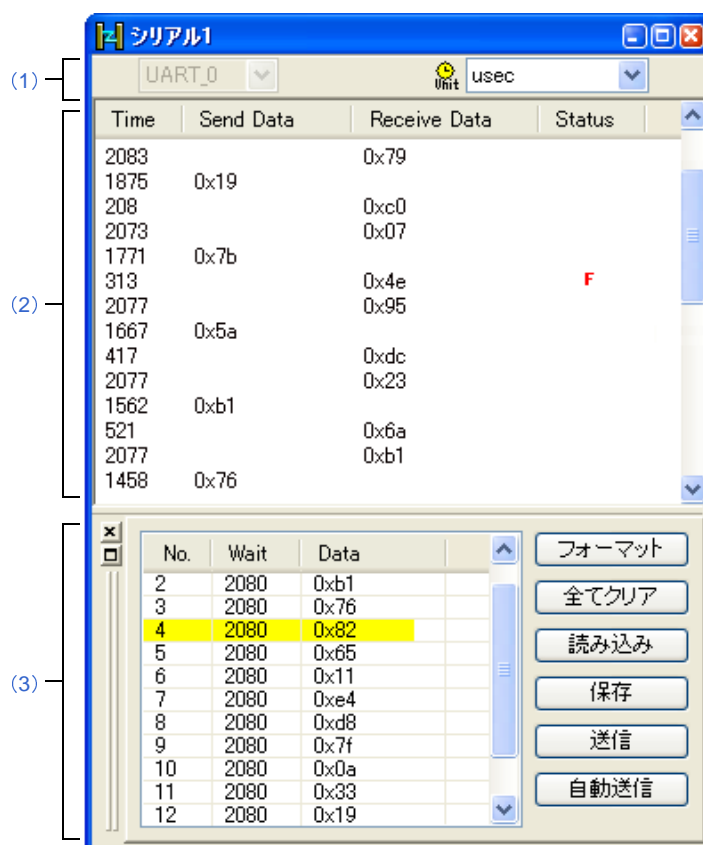 シリアル1
(1)
UART_0
Unit
usec
Time Send Data Receive Data Status
(2)
2083 0x79
1875 0x19
208 0xc0
2073 0x07
1771 0x7b
313 0x4e F
2077 0x95
1667 0x5a
417 0xdc
2077 0x23
1562 0xb1
521 0x6a
2077 0xb1
1458 0x76
(3)
No. Wait Data
2 2080 0xb1
3 2080 0x76
4 2080 0x82
5 2080 0x65
6 2080 0x11
7 2080 0xe4
8 2080 0xd8
9 2080 0x7f
10 2080 0x0a
11 2080 0x33
12 2080 0x19
フォーマット
全てクリア
読み込み
保存
送信
自動送信